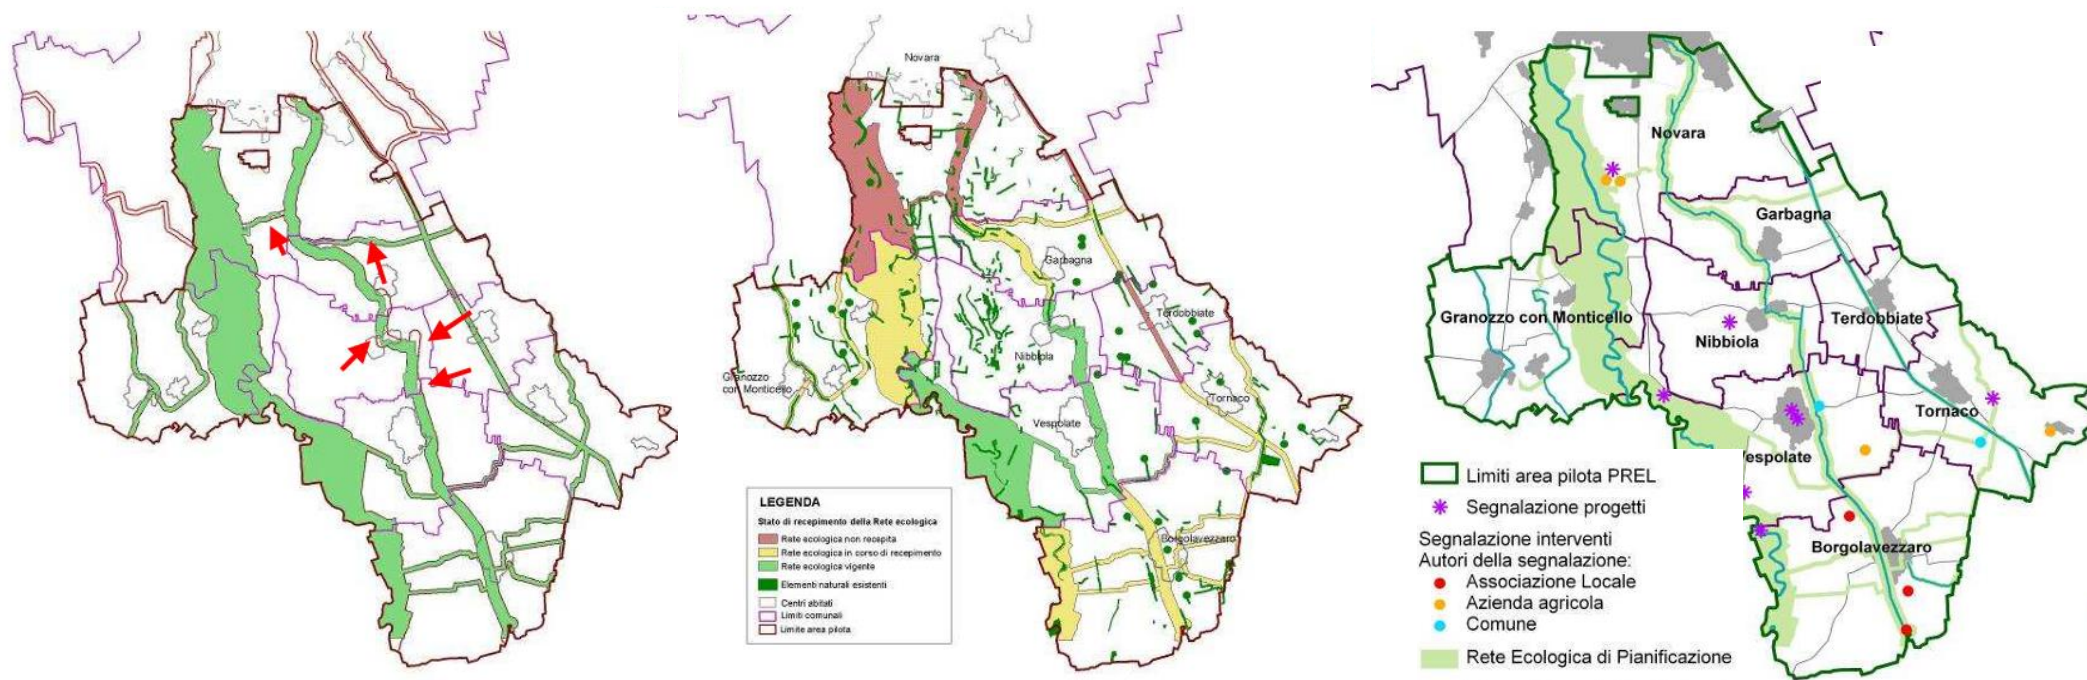 Novara
Garbagna
Terdobbiate
Nibbiola
Granozzo
con Monticello
Tornaco
Vespolate
Borgolavezzaro
LEGENDA
Stato di recepimento della Rete ecologica
Rete ecologica non recepita
Rete ecologica in corso di recepimento
Rete ecologica vigente
Elementi naturali esistenti
Centri abitati
Limiti comunali
Limite area pilota
Novara
Garbagna
Granozzo con Monticello
Terdobbiate
Nibbiola
Tornaco
espolate
Borgolavezzaro
Limiti area pilota PREL
Segnalazione progetti
Segnalazione interventi
Autori della segnalazione:
Associazione Locale
Azienda agricola
Comune
Rete Ecologica di Pianificazione